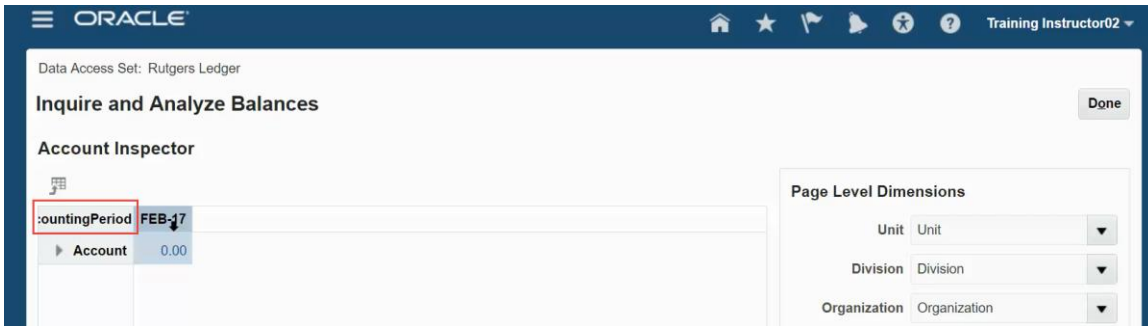 ORACLE
Training Instructor02
Data Access Set: Rutgers Ledger
Inquire and Analyze Balances
Done
Account Inspector
Page Level Dimensions
:ountingPeriod FEB-17
Account 0.00
Unit Unit
Division Division
Organization Organization